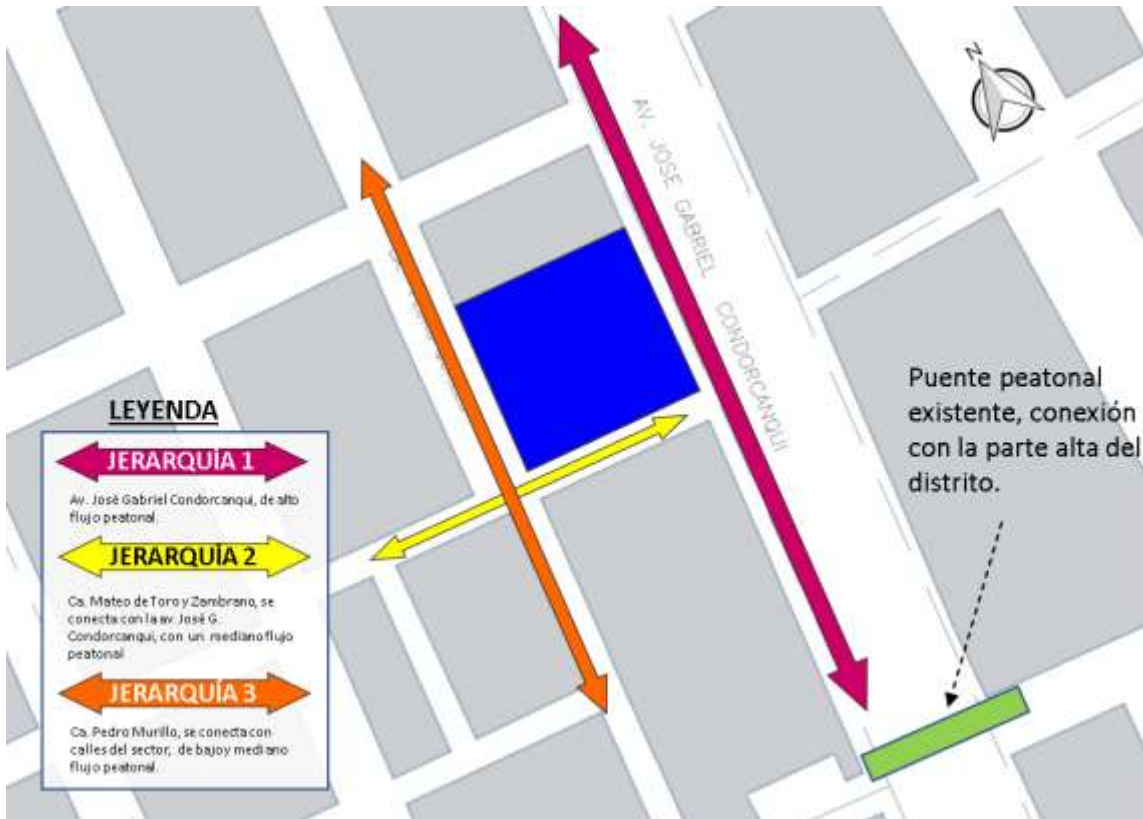 N
AV. JOSE GABRIEL CONDORCANQUI
Puente peatonal
existente, conexión
con la parte alta del
distrito.
LEYENDA
JERARQUÍA 1
Av. José Gabriel Condorcanqui, de alto
flujo peatonal.
JERARQUÍA 2
Ca. Mateo de Toro y Zambrano, se
conecta con la av. José G.
Condorcanqui, con un mediano flujo
peatonal
JERARQUÍA 3
Ca. Pedro Murillo, se conecta con
calles del sector, de bajo y mediano
flujo peatonal.